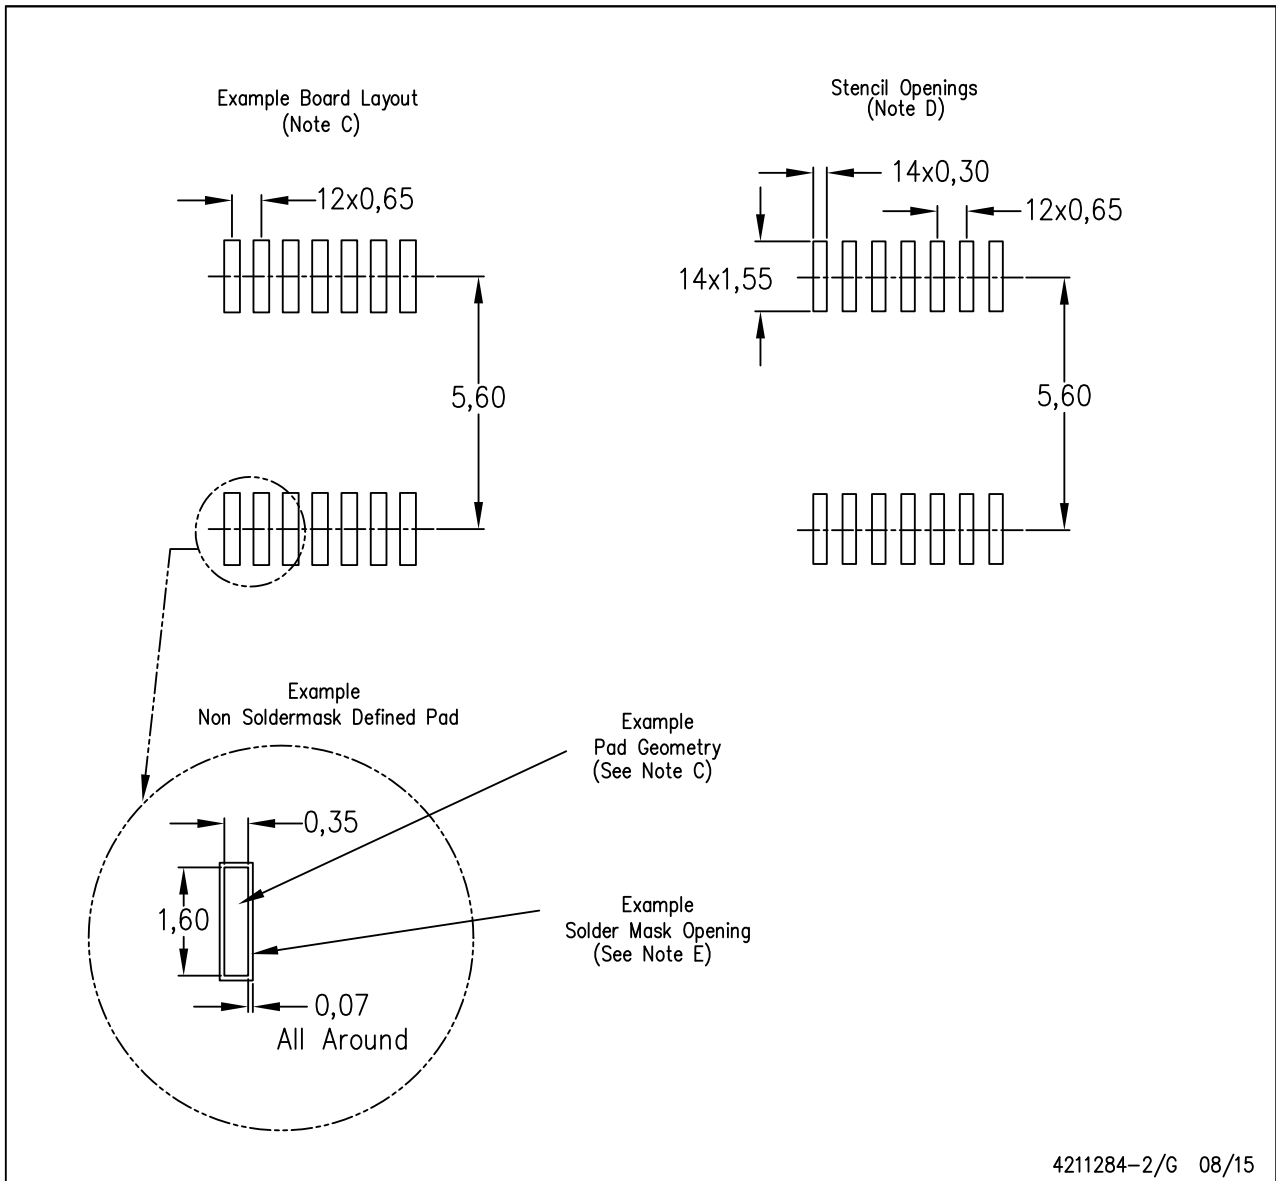 Example Board Layout
(Note C)
12x0,65
5,60
Stencil Openings
(Note D)
14x0,30
12x0,65
14x1,55
5,60
Example
Non Soldermask Defined Pad
Example
Pad Geometry
(See Note C)
0,35
1,60
Example
Solder Mask Opening
(See Note E)
0,07
All Around
4211284-2/G 08/15